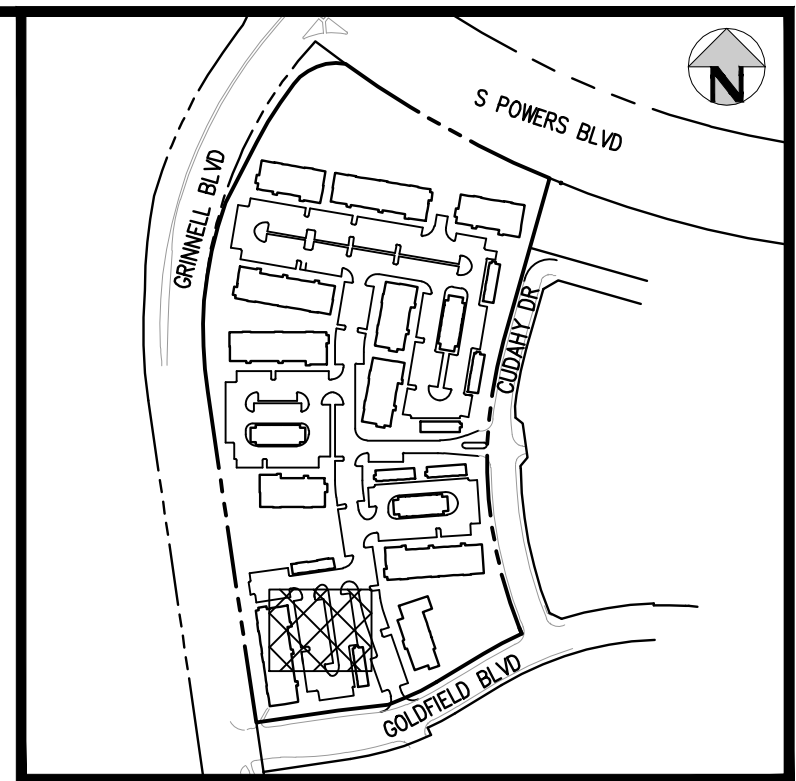 N
S POWERS BLVD
GRINNELL BLVD
CUDAHY DR
GOLDFIELD BLVD